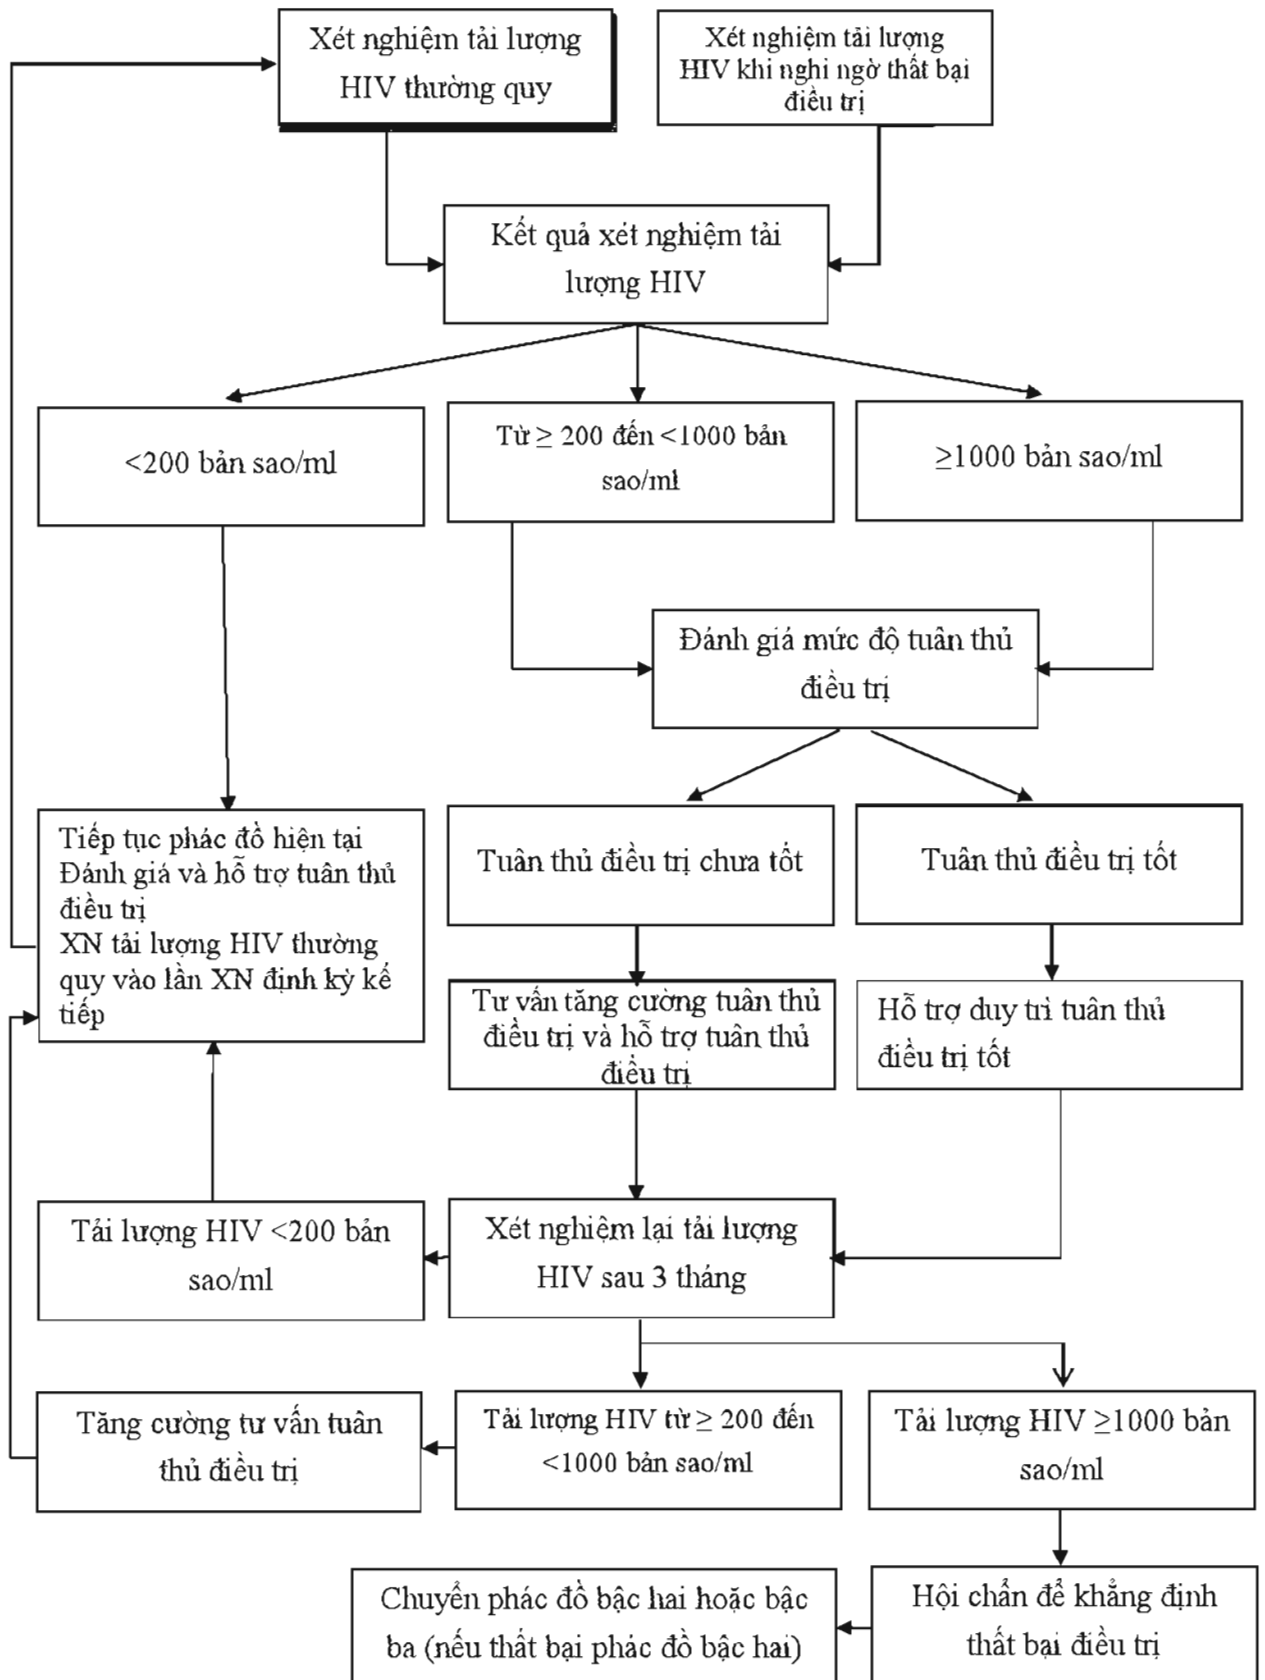 Xét nghiệm tải lượng
HIV thường quy
Xét nghiệm tải lượng
HIV khi nghi ngờ thất bại
điều trị
Kết quả xét nghiệm tải
lượng HIV
<200 bản sao/ml
Từ ≥ 200 đến <1000 bản
sao/ml
≥1000 bản sao/ml
Đánh giá mức độ tuân thủ
điều trị
Tiếp tục phác đồ hiện tại
Đánh giá và hỗ trợ tuân thủ
điều trị
XN tải lượng HIV thường
quy vào lần XN định kỳ kế
tiếp
Tuân thủ điều trị chưa tốt
Tuân thủ điều trị tốt
Tư vấn tăng cường tuân thủ
điều trị và hỗ trợ tuân thủ
điều trị
Hỗ trợ duy trì tuân thủ
điều trị tốt
Tải lượng HIV <200 bản
sao/ml
Xét nghiệm lại tải lượng
HIV sau 3 tháng
Tăng cường tư vấn tuân
thủ điều trị
Tải lượng HIV từ ≥ 200 đến
<1000 bản sao/ml
Tải lượng HIV ≥1000 bản
sao/ml
Chuyển phác đồ bậc hai hoặc bậc
ba (nếu thất bại phác đồ bậc hai)
Hội chẩn để khẳng định
thất bại điều trị